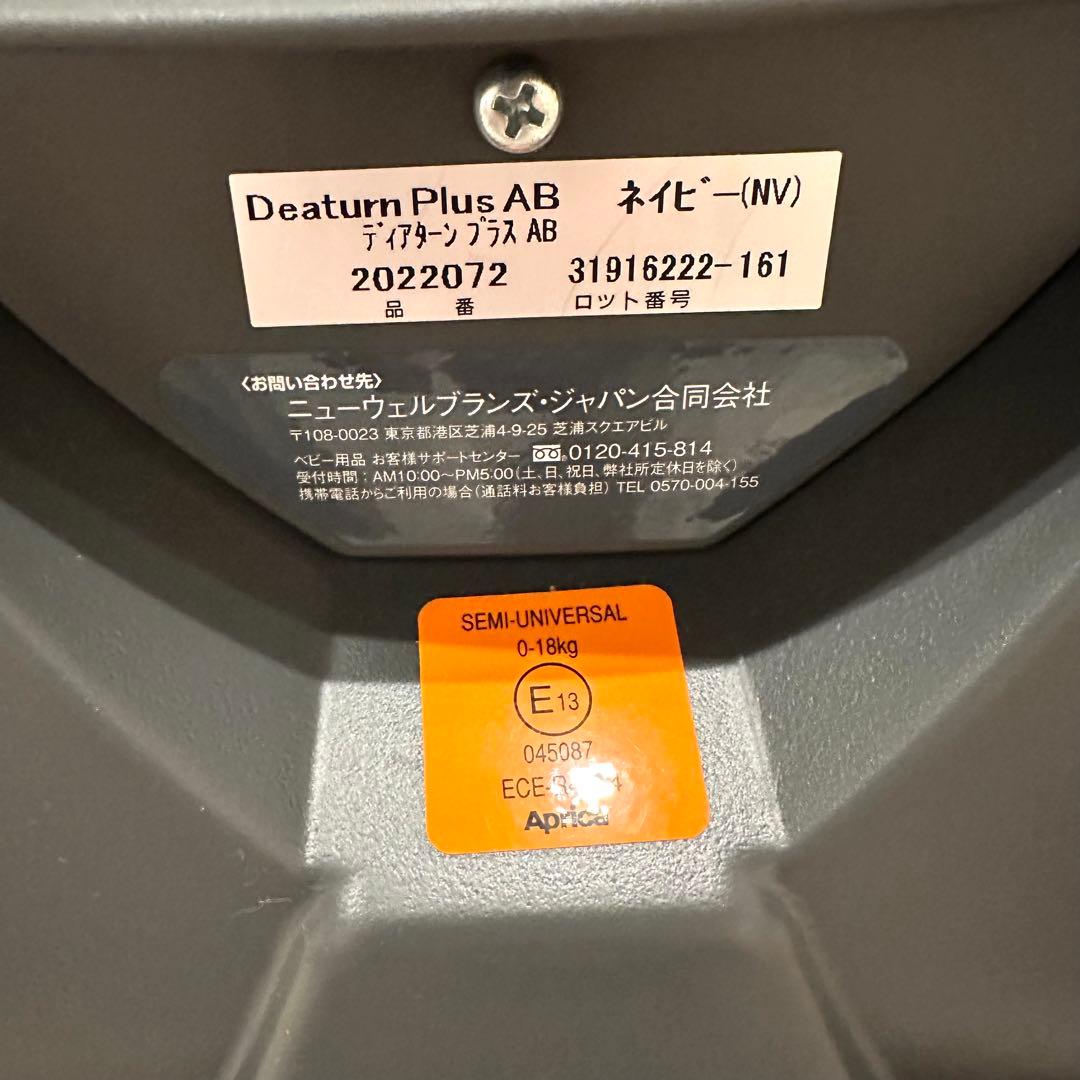 Deaturn Plus AB ネイビー(NV)
ディアターン プラス AB
2022072 31916222-161
品 番 ロット番号
〈お問い合わせ先〉
ニューウェルブランズ・ジャパン合同会社
〒108-0023 東京都港区芝浦4-9-25 芝浦スクエアビル
ベビー用品 お客様サポートセンター 0120-415-814
受付時間:AM10:00~PM5:00(土、日、祝日、弊社所定休日を除く)
携帯電話からご利用の場合(通話料お客様負担) TEL 0570-004-155
SEMI-UNIVERSAL
0-18kg
E 13
045087
Aprica